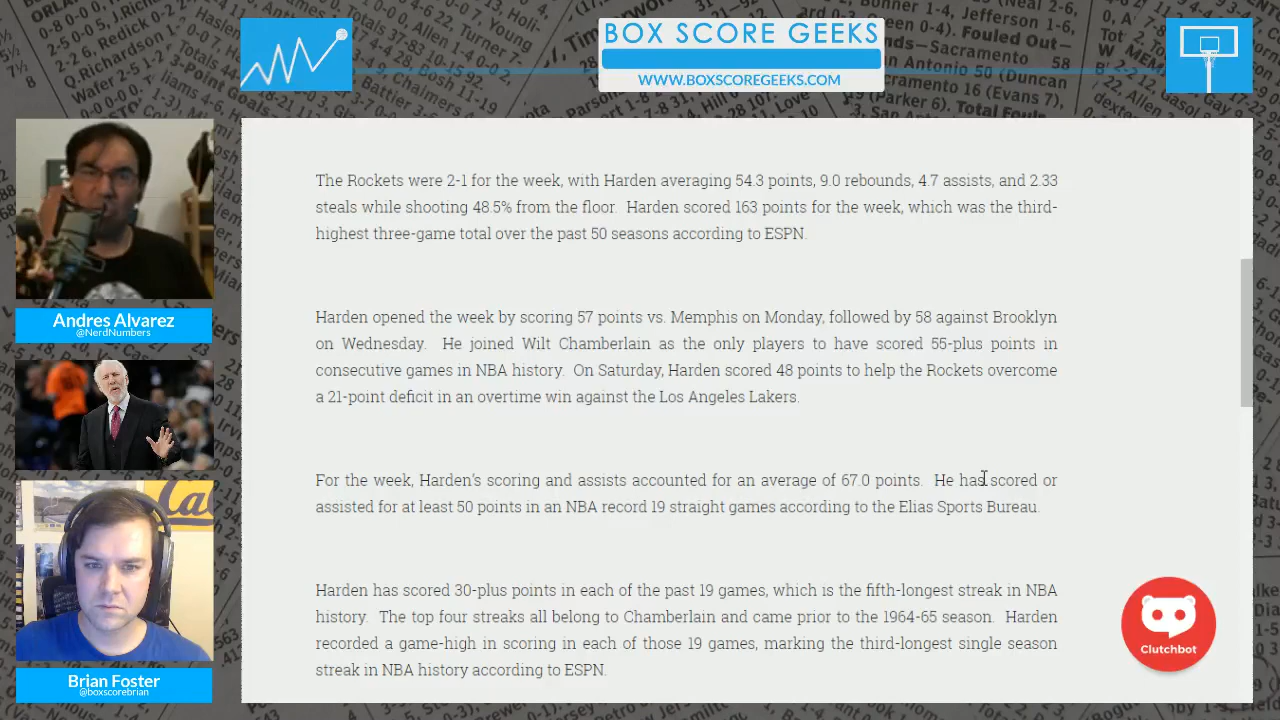 BOX SCORE GEEKS
WWW.BOXSCOREGEEKS.COM
The Rockets were 2-1 for the week, with Harden averaging 54.3 points, 9.0 rebounds, 4.7 assists, and 2.33
steals while shooting 48.5% from the floor.  Harden scored 163 points for the week, which was the third-
highest three-game total over the past 50 seasons according to ESPN.
Harden opened the week by scoring 57 points vs. Memphis on Monday, followed by 58 against Brooklyn
on Wednesday.  He joined Wilt Chamberlain as the only players to have scored 55-plus points in
consecutive games in NBA history.  On Saturday, Harden scored 48 points to help the Rockets overcome
a 21-point deficit in an overtime win against the Los Angeles Lakers.
For the week, Harden's scoring and assists accounted for an average of 67.0 points.  He has scored or
assisted for at least 50 points in an NBA record 19 straight games according to the Elias Sports Bureau.
Harden has scored 30-plus points in each of the past 19 games, which is the fifth-longest streak in NBA
history.  The top four streaks all belong to Chamberlain and came prior to the 1964-65 season.  Harden
recorded a game-high in scoring in each of those 19 games, marking the third-longest single season
streak in NBA history according to ESPN.
Andres Alvarez
@NerdNumbers
Brian Foster
@boxscorebrian
Clutchbot